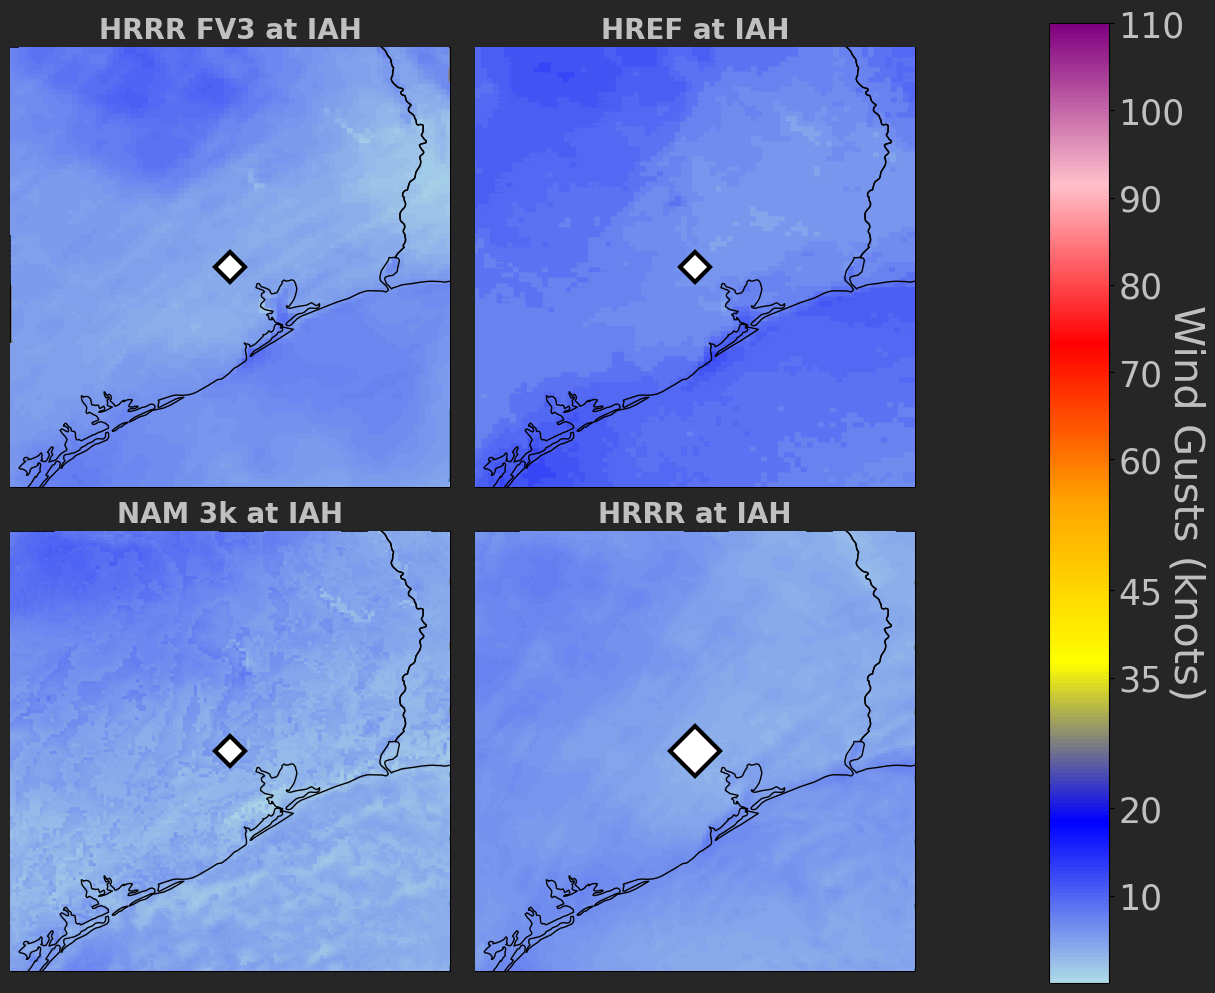 HRRR FV3 at IAH
HREF at IAH
NAM 3k at IAH
HRRR at IAH
110
100
90
80
70
60
45
35
20
10
Wind Gusts (knots)